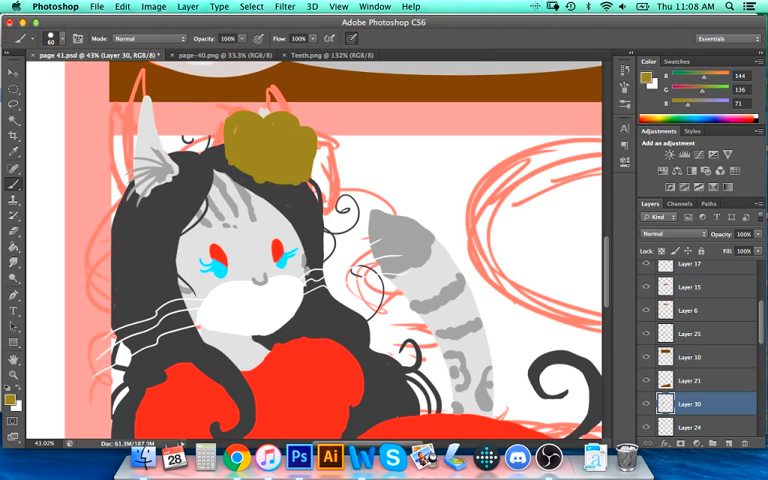 Photoshop File Edit Image Layer Type Select Filter 3D View Window Help Thu 11:08 AM
Adobe Photoshop CS6
60 Mode: Normal Opacity: 100% Flow: 100% Essentials
page 41.psd @ 43% (Layer 30, RGB/8) * × page-40.png @ 33.3% (RGB/8) × Teeth.png @ 132% (RGB/8)
Color Swatches
R 144
G 136
B 71
Adjustments Styles
Add an adjustment
Layers Channels Paths
Kind
Normal Opacity: 100%
Lock: Fill: 100%
Layer 17
Layer 15
Layer 6
Layer 25
Layer 10
Layer 21
Layer 30
Layer 24
43.02% Doc: 61.3M/187.9M
28 Ps Ai W S